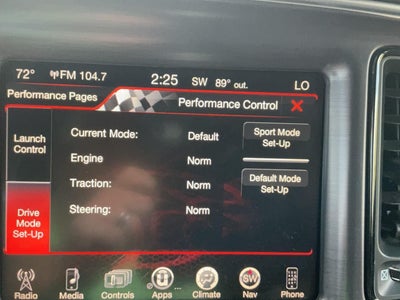 72° FM 104.7 2:25 SW 89° out. LO
Performance Pages Performance Control
Launch
Control
Drive
Mode
Set-Up
Current Mode: Default
Engine Norm
Traction: Norm
Steering: Norm
Sport Mode
Set-Up
Default Mode
Set-Up
SW
Radio Media Controls Apps Climate Nav Phone